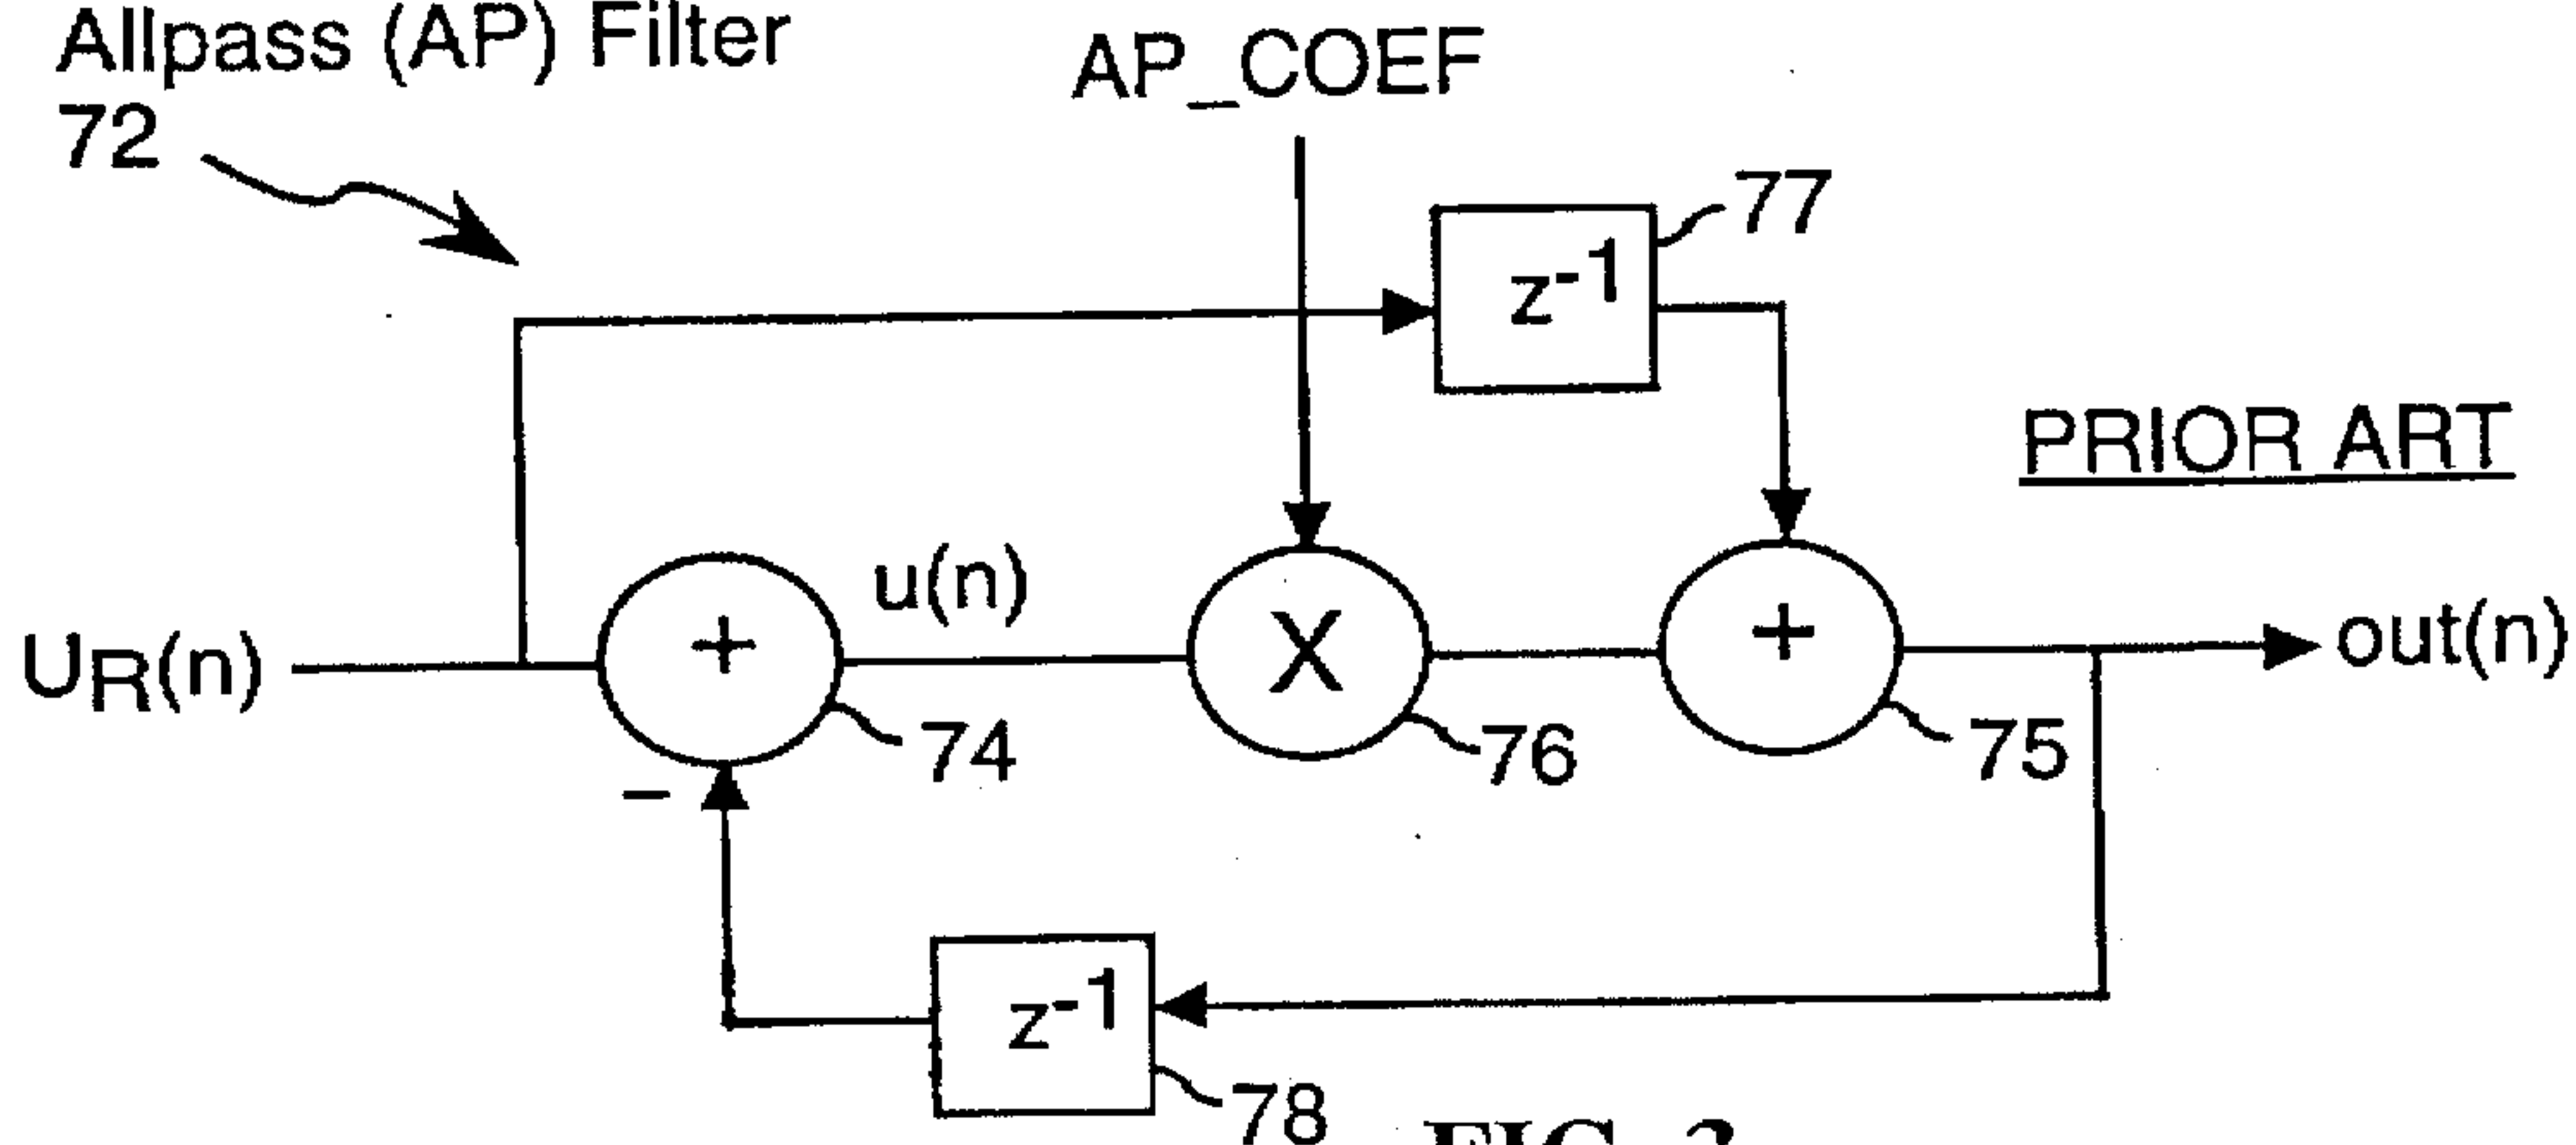 Allpass (AP) Filter
72
AP_COEF
77
z-1
PRIOR ART
UR(n)
+
u(n)
X
+
out(n)
74
76
75
−
z-1
78